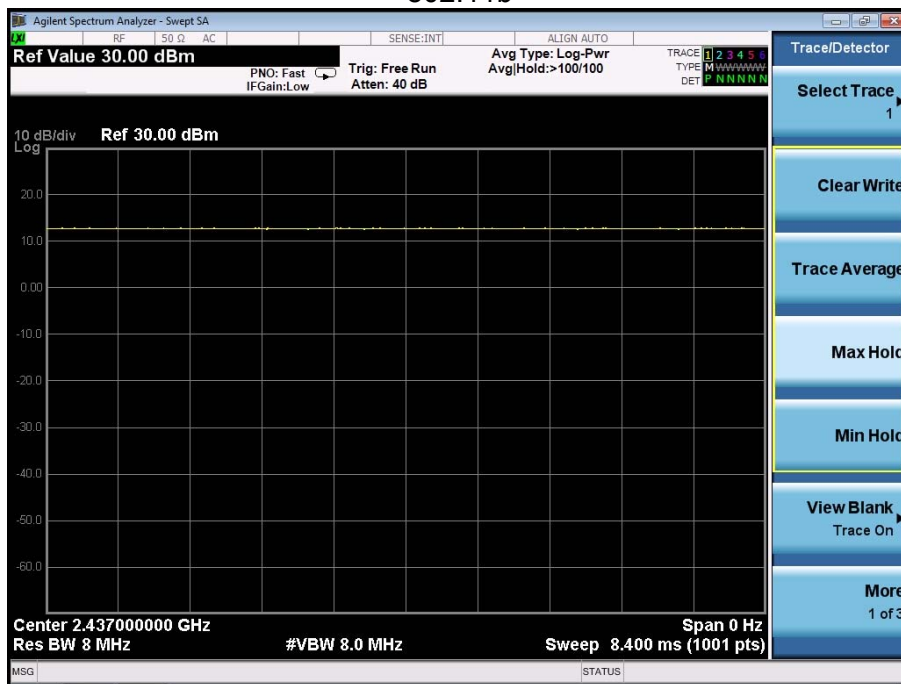 Agilent Spectrum Analyzer - Swept SA
LXI RF 50 Ω AC SENSE:INT ALIGN AUTO
Ref Value 30.00 dBm
PNO: Fast
IFGain:Low
Trig: Free Run
Atten: 40 dB
Avg Type: Log-Pwr
Avg|Hold:>100/100
TRACE 1 2 3 4 5 6
TYPE M WWWWW
DET P N N N N N
10 dB/div Ref 30.00 dBm
Log
20.0
10.0
0.00
-10.0
-20.0
-30.0
-40.0
-50.0
-60.0
Center 2.437000000 GHz Span 0 Hz
Res BW 8 MHz #VBW 8.0 MHz Sweep 8.400 ms (1001 pts)
MSG STATUS
Trace/Detector
Select Trace
1
Clear Write
Trace Average
Max Hold
Min Hold
View Blank
Trace On
More
1 of 3